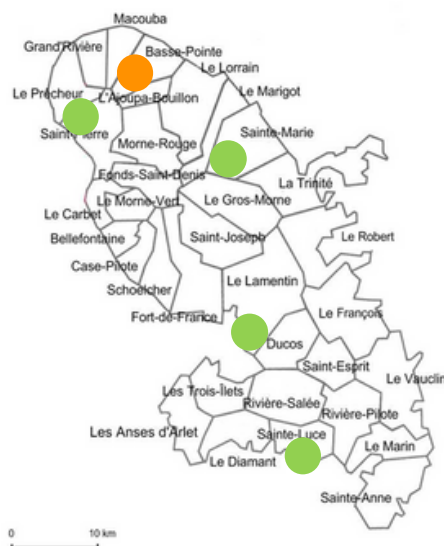 Macouba
Grand'Rivière
Basse-Pointe
Le Lorrain
Le Prêcheur
L'Ajoupa-Bouillon
Le Marigot
Saint-Pierre
Sainte-Marie
Morne-Rouge
Fonds-Saint-Denis
La Trinité
Le Morne-Vert
Le Gros-Morne
Le Carbet
Bellefontaine
Saint-Joseph
Le Robert
Case-Pilote
Schoelcher
Le Lamentin
Fort-de-France
Le François
Ducos
Saint-Esprit
Le Vauclin
Les Trois-Îlets
Rivière-Salée
Rivière-Pilote
Les Anses d'Arlet
Sainte-Luce
Le Marin
Le Diamant
Sainte-Anne
0 10 km